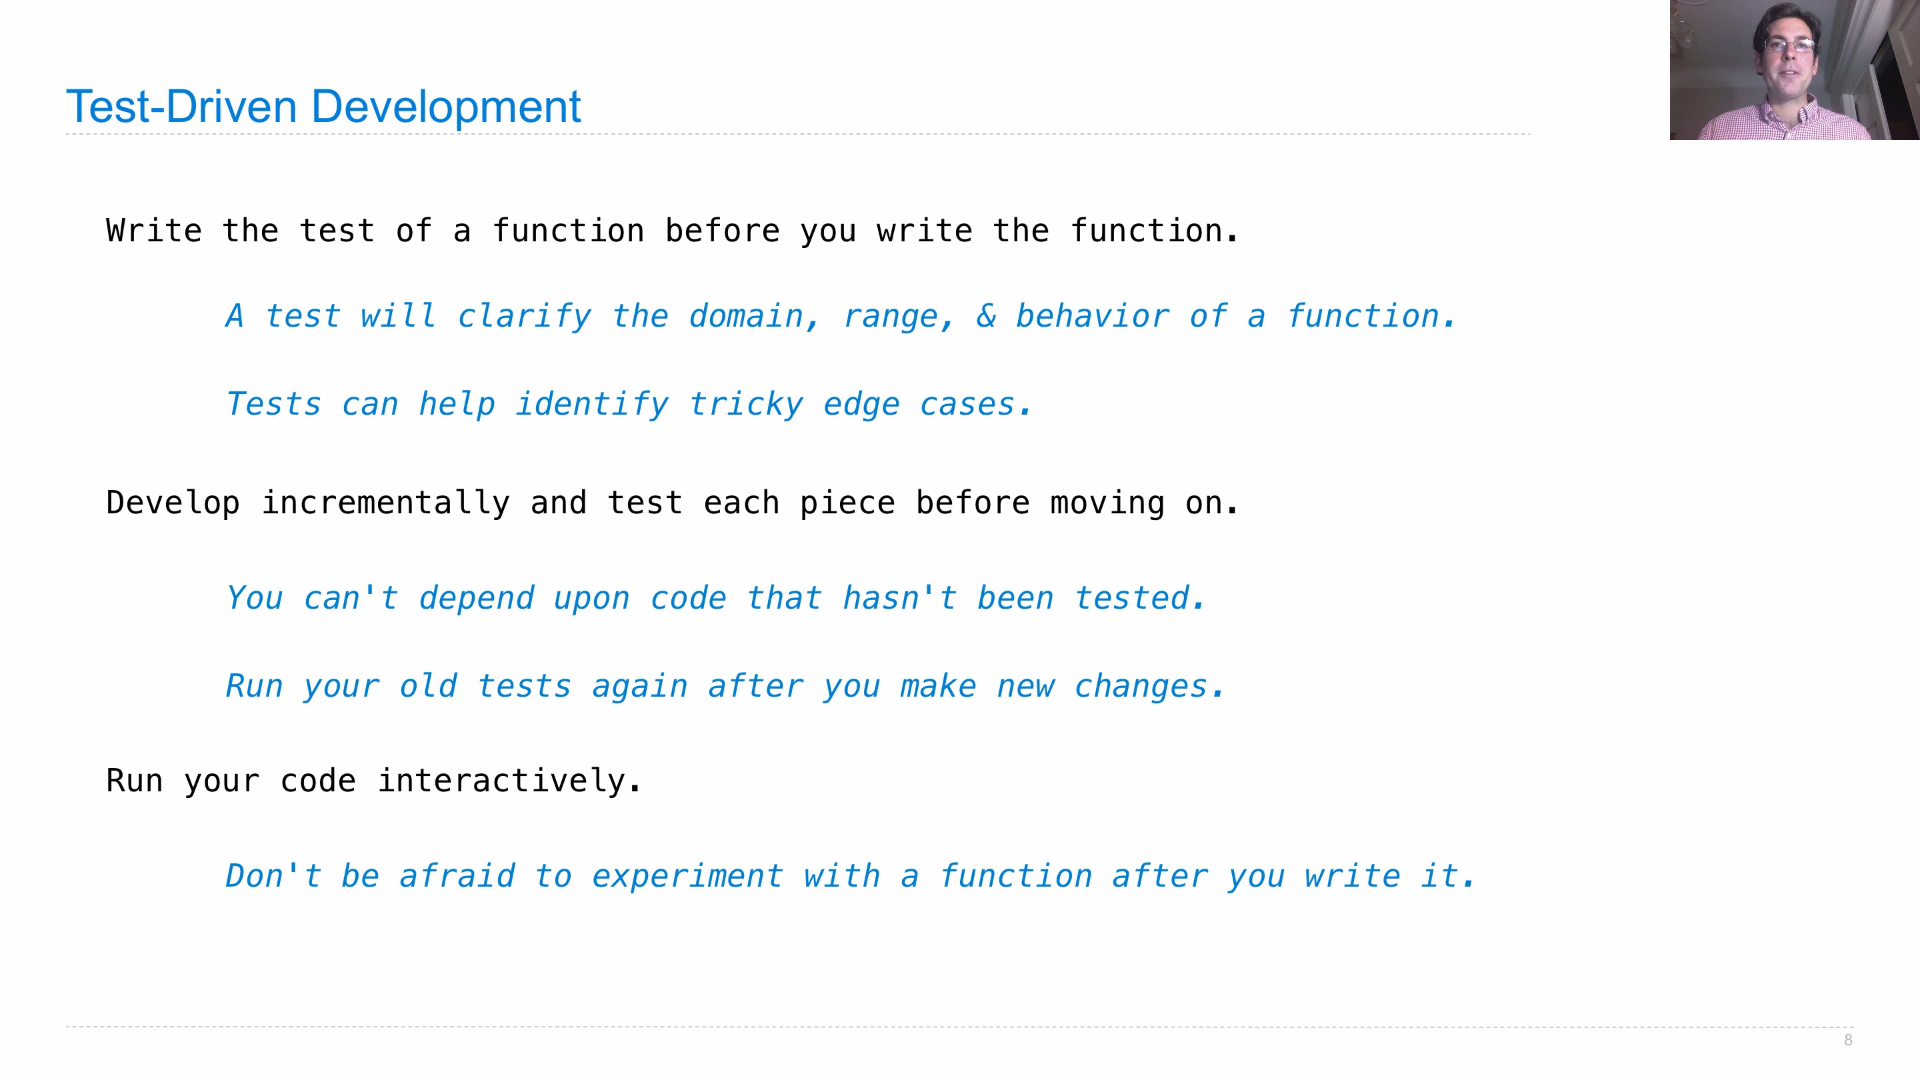 Test-Driven Development
Write the test of a function before you write the function.
A test will clarify the domain, range, & behavior of a function.
Tests can help identify tricky edge cases.
Develop incrementally and test each piece before moving on.
You can't depend upon code that hasn't been tested.
Run your old tests again after you make new changes.
Run your code interactively.
Don't be afraid to experiment with a function after you write it.
8